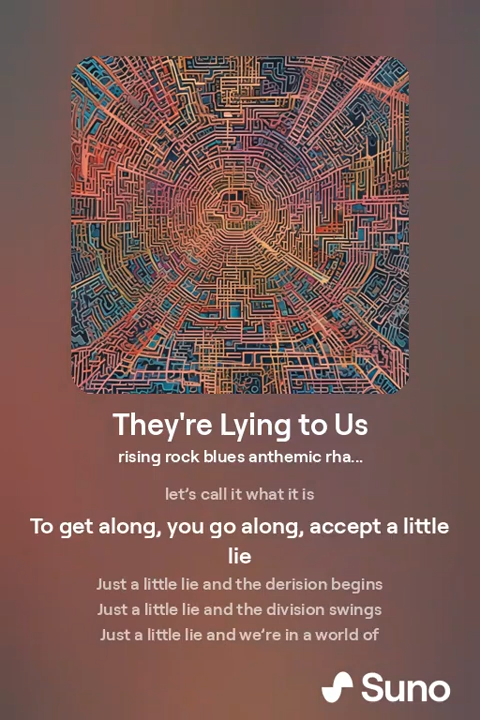 They're Lying to Us
rising rock blues anthemic rha...
let's call it what it is
To get along, you go along, accept a little
lie
Just a little lie and the derision begins
Just a little lie and the division swings
Just a little lie and we're in a world of
Suno